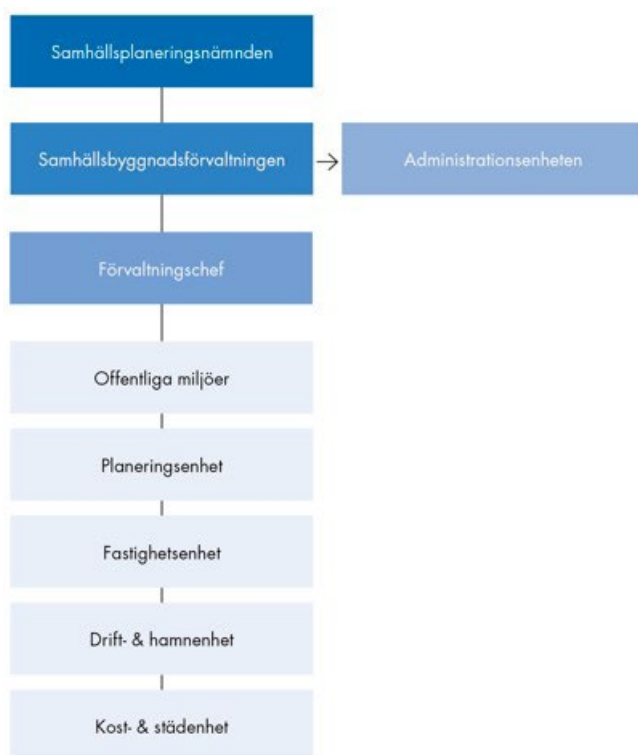 Samhällsplaneringsnämnden
Samhällsbyggnadsförvaltningen
Administrationsenheten
Förvaltningschef
Offentliga miljöer
Planeringsenhet
Fastighetsenhet
Drift- & hamnenhet
Kost- & städenhet